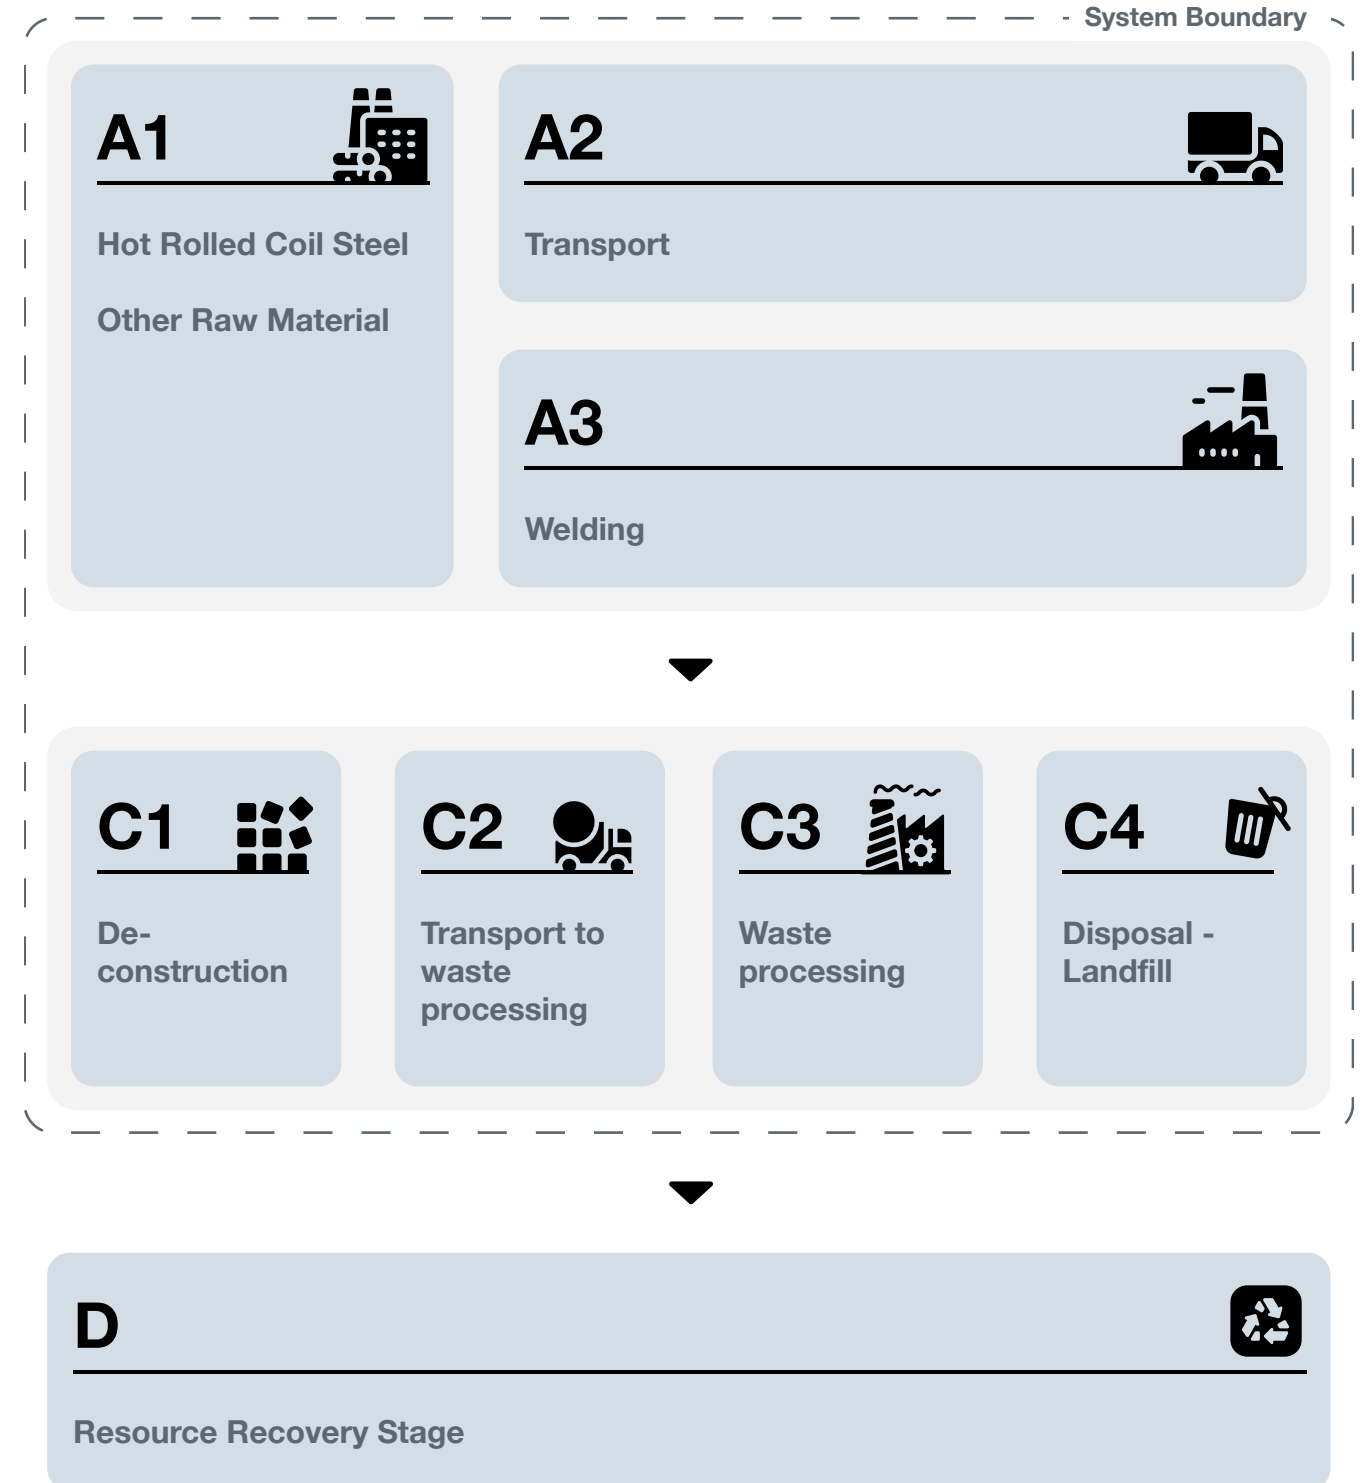 System Boundary
A1
Hot Rolled Coil Steel
Other Raw Material
A2
Transport
A3
Welding
C1
De-
construction
C2
Transport to
waste
processing
C3
Waste
processing
C4
Disposal -
Landfill
D
Resource Recovery Stage